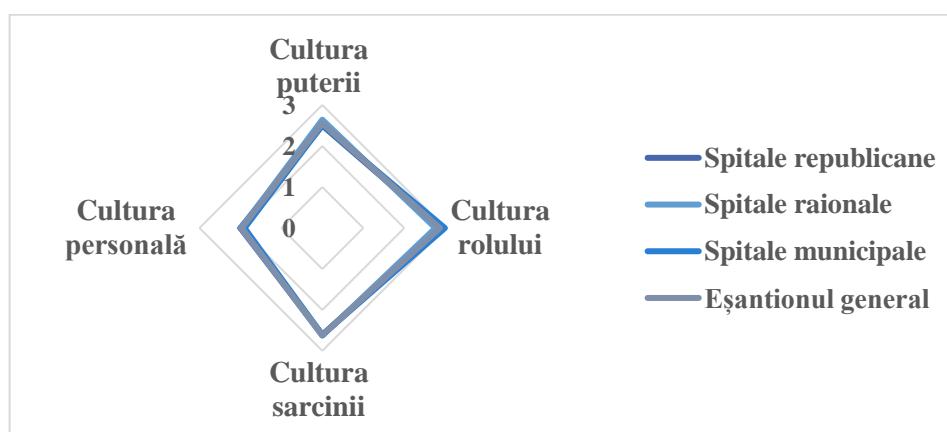 Cultura
puterii
3
2
1
0
Cultura
rolului
Cultura
sarcinii
Cultura
personală
Spitale republicane
Spitale raionale
Spitale municipale
Eșantionul general